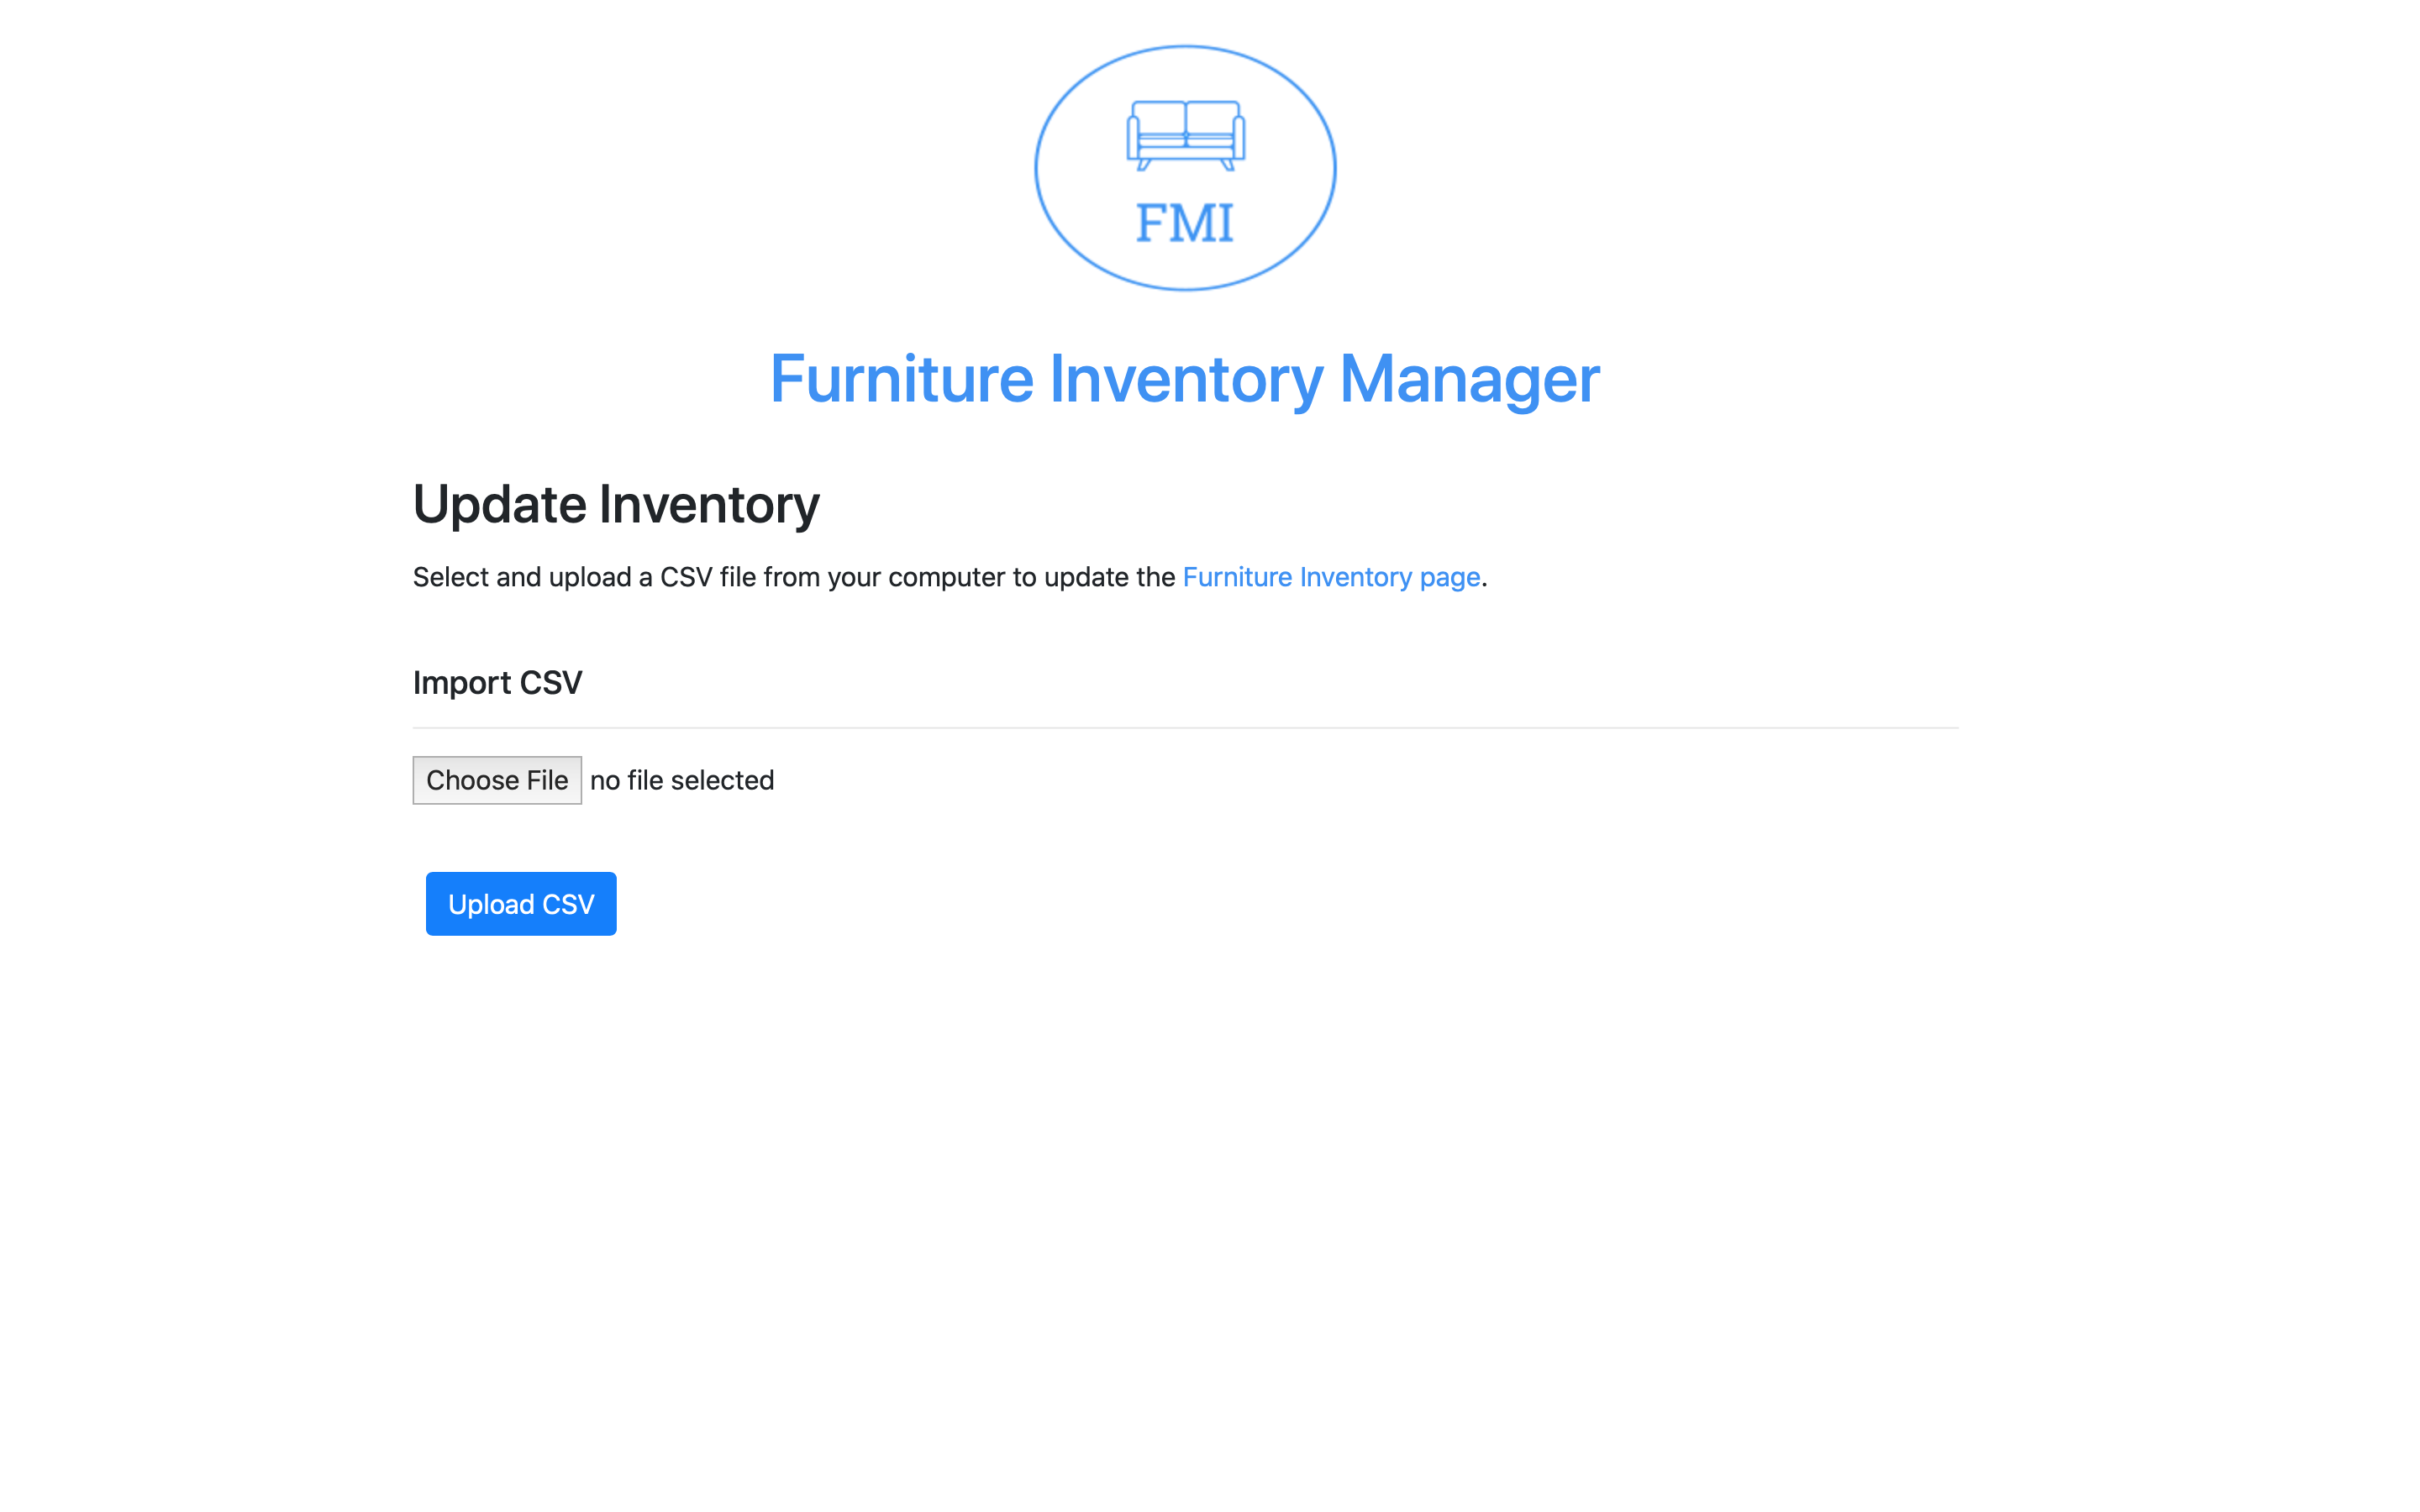 FMI
Furniture Inventory Manager
Update Inventory
Select and upload a CSV file from your computer to update the Furniture Inventory page.
Import CSV
Choose File no file selected
Upload CSV